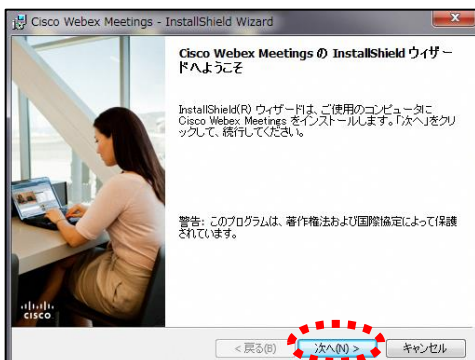 Cisco Webex Meetings - InstallShield Wizard
Cisco Webex Meetings の InstallShield ウィザー
ドへようこそ
InstallShield(R) ウィザードは、ご使用のコンピュータに
Cisco Webex Meetings をインストールします。「次へ」をクリ
ックして、続行してください。
警告: このプログラムは、著作権法および国際協定によって保護
されています。
CISCO
< 戻る(B)
次へ(N) >
キャンセル